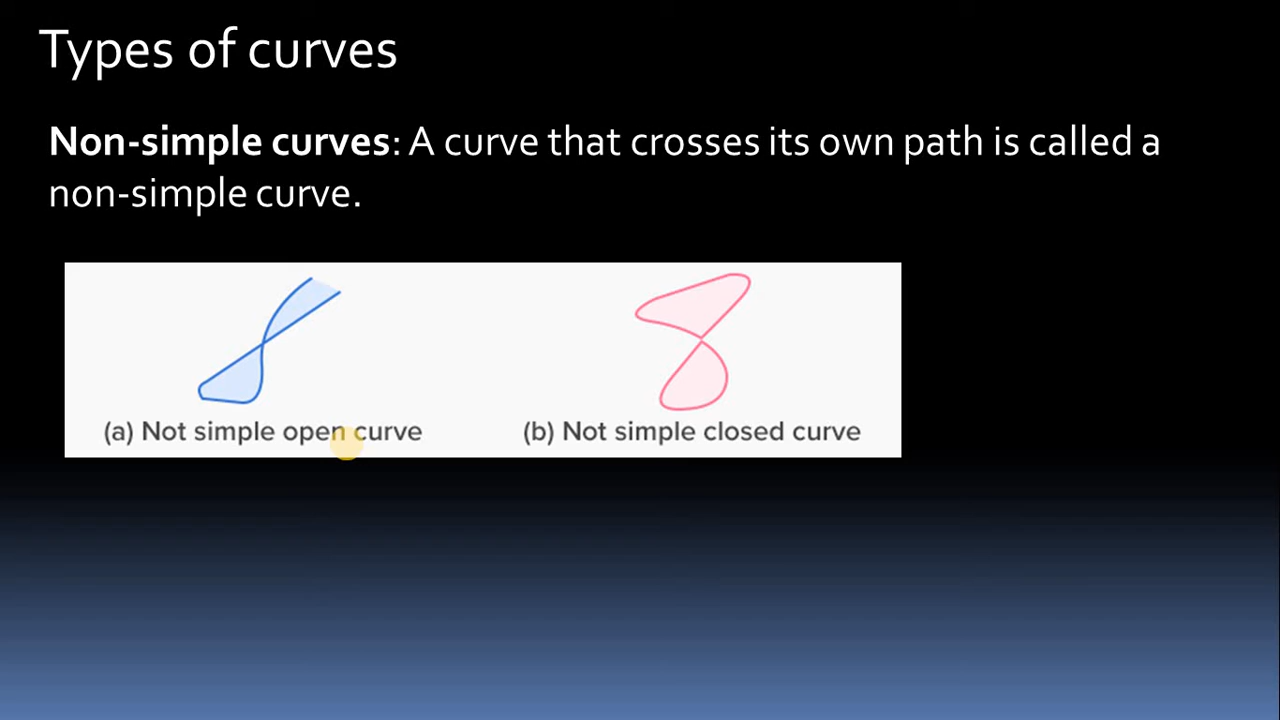 Types of curves
Non-simple curves: A curve that crosses its own path is called a
non-simple curve.
(a) Not simple open curve
(b) Not simple closed curve